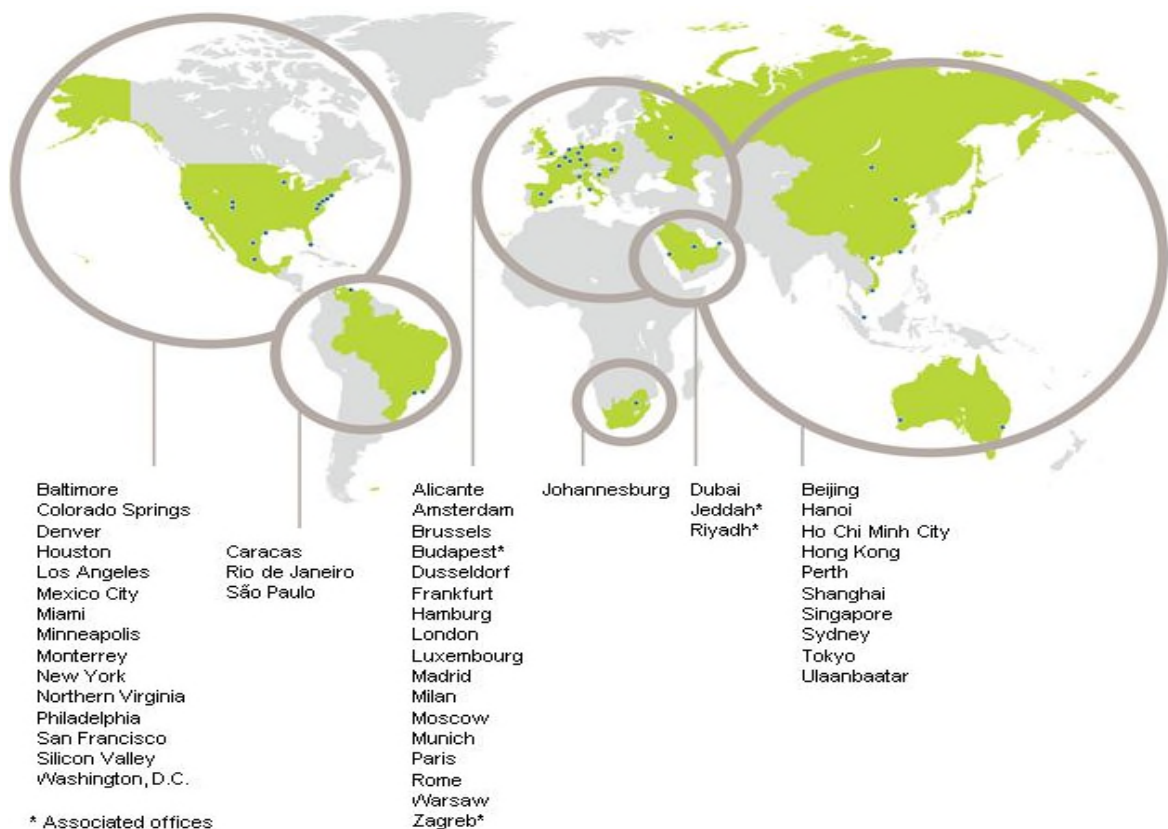 Baltimore
Colorado Springs
Denver
Houston
Los Angeles
Mexico City
Miami
Minneapolis
Monterrey
New York
Northern Virginia
Philadelphia
San Francisco
Silicon Valley
Washington, D.C.
* Associated offices
Caracas
Rio de Janeiro
São Paulo
Alicante
Amsterdam
Brussels
Budapest*
Dusseldorf
Frankfurt
Hamburg
London
Luxembourg
Madrid
Milan
Moscow
Munich
Paris
Rome
Warsaw
Zagreb*
Johannesburg
Dubai
Jeddah*
Riyadh*
Beijing
Hanoi
Ho Chi Minh City
Hong Kong
Perth
Shanghai
Singapore
Sydney
Tokyo
Ulaanbaatar